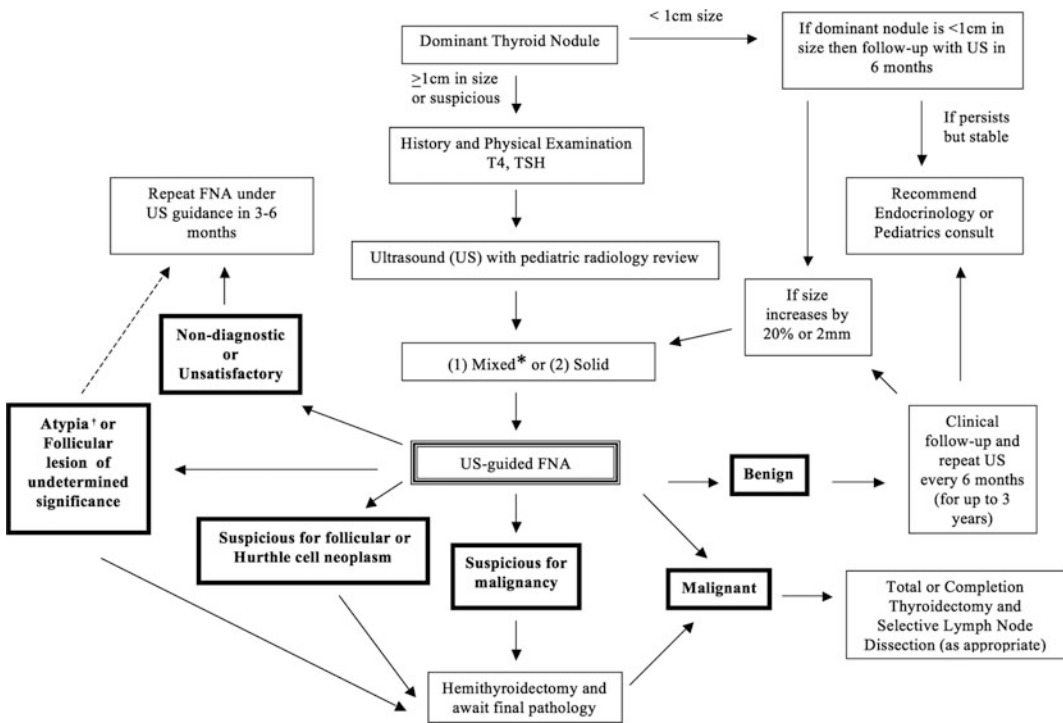 < 1cm size
Dominant Thyroid Nodule
If dominant nodule is <1cm in
size then follow-up with US in
6 months
≥1cm in size
or suspicious
If persists
but stable
History and Physical Examination
T4, TSH
Repeat FNA under
US guidance in 3-6
months
Recommend
Endocrinology or
Pediatrics consult
Ultrasound (US) with pediatric radiology review
If size
increases by
20% or 2mm
Non-diagnostic
or
Unsatisfactory
(1) Mixed* or (2) Solid
Atypia† or
Follicular
lesion of
undetermined
significance
US-guided FNA
Benign
Clinical
follow-up and
repeat US
every 6 months
(for up to 3
years)
Suspicious for follicular or
Hurthle cell neoplasm
Suspicious for
malignancy
Malignant
Total or Completion
Thyroidectomy and
Selective Lymph Node
Dissection (as appropriate)
Hemithyroidectomy and
await final pathology